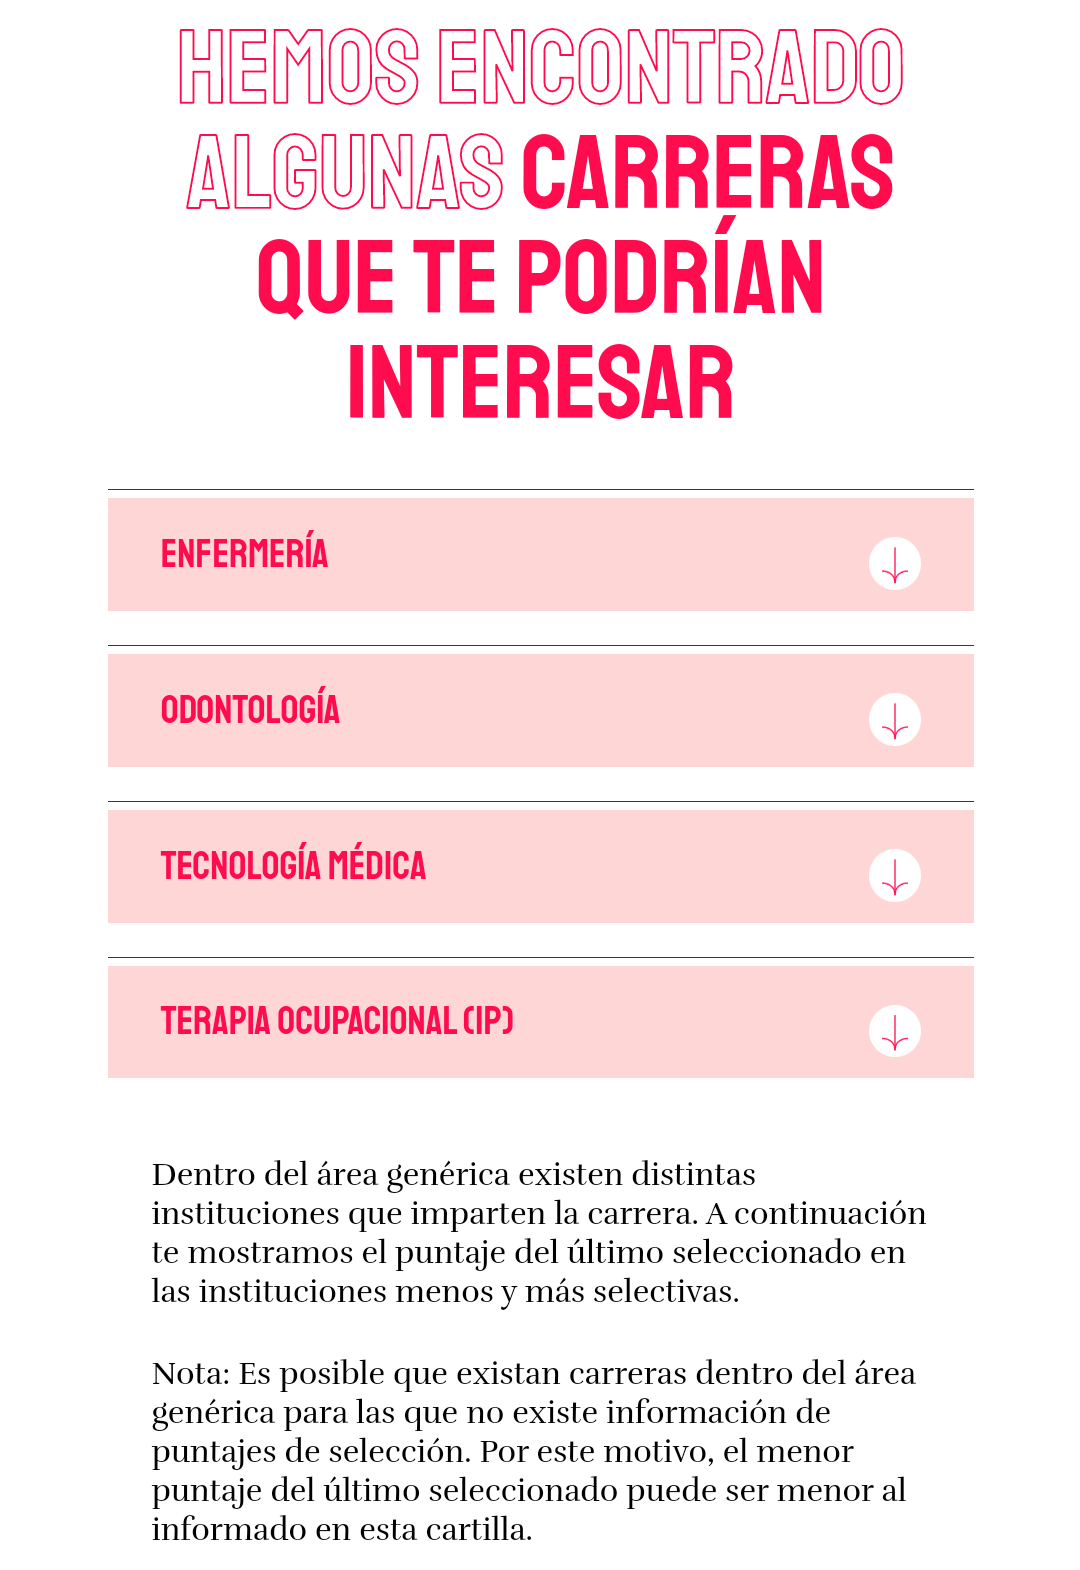 HEMOS ENCONTRADO
ALGUNAS CARRERAS
QUE TE PODRÍAN
INTERESAR
ENFERMERÍA
ODONTOLOGÍA
TECNOLOGÍA MÉDICA
TERAPIA OCUPACIONAL (IP)
Dentro del área genérica existen distintas
instituciones que imparten la carrera. A continuación
te mostramos el puntaje del último seleccionado en
las instituciones menos y más selectivas.
Nota: Es posible que existan carreras dentro del área
genérica para las que no existe información de
puntajes de selección. Por este motivo, el menor
puntaje del último seleccionado puede ser menor al
informado en esta cartilla.